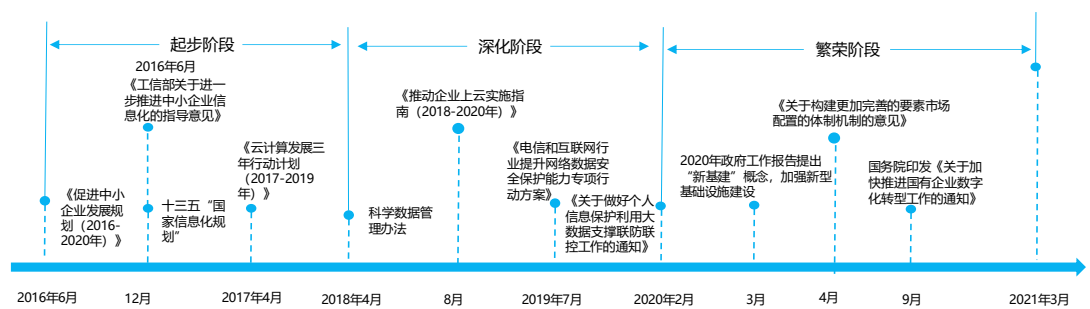 起步阶段
深化阶段
繁荣阶段
2016年6月
《工信部关于进一
步推进中小企业信
息化的指导意见》
《促进中小
企业发展规
划（2016-
2020年）》
十三五“国
家信息化规
划”
《云计算发展三
年行动计划
（2017-2019
年）》
科学数据管
理办法
《推动企业上云实施指
南（2018-2020年）》
《电信和互联网行
业提升网络数据安
全保护能力专项行
动方案》
《关于做好个人
信息保护利用大
数据支撑联防联
控工作的通知》
2020年政府工作报告提出
“新基建”概念，加强新型
基础设施建设
《关于构建更加完善的要素市场
配置的体制机制的意见》
国务院印发《关于加
快推进国有企业数字
化转型工作的通知》
2016年6月
12月
2017年4月
2018年4月
8月
2019年7月
2020年2月
3月
4月
9月
2021年3月